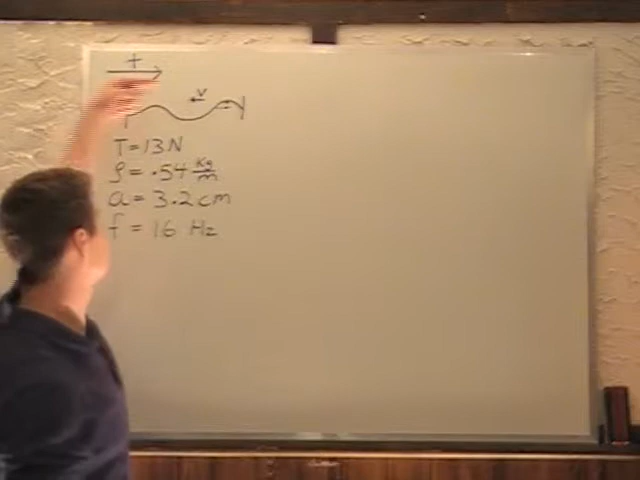 +
v
T = 13 N
ρ = .54 Kg/m
a = 3.2 cm
f = 16 Hz